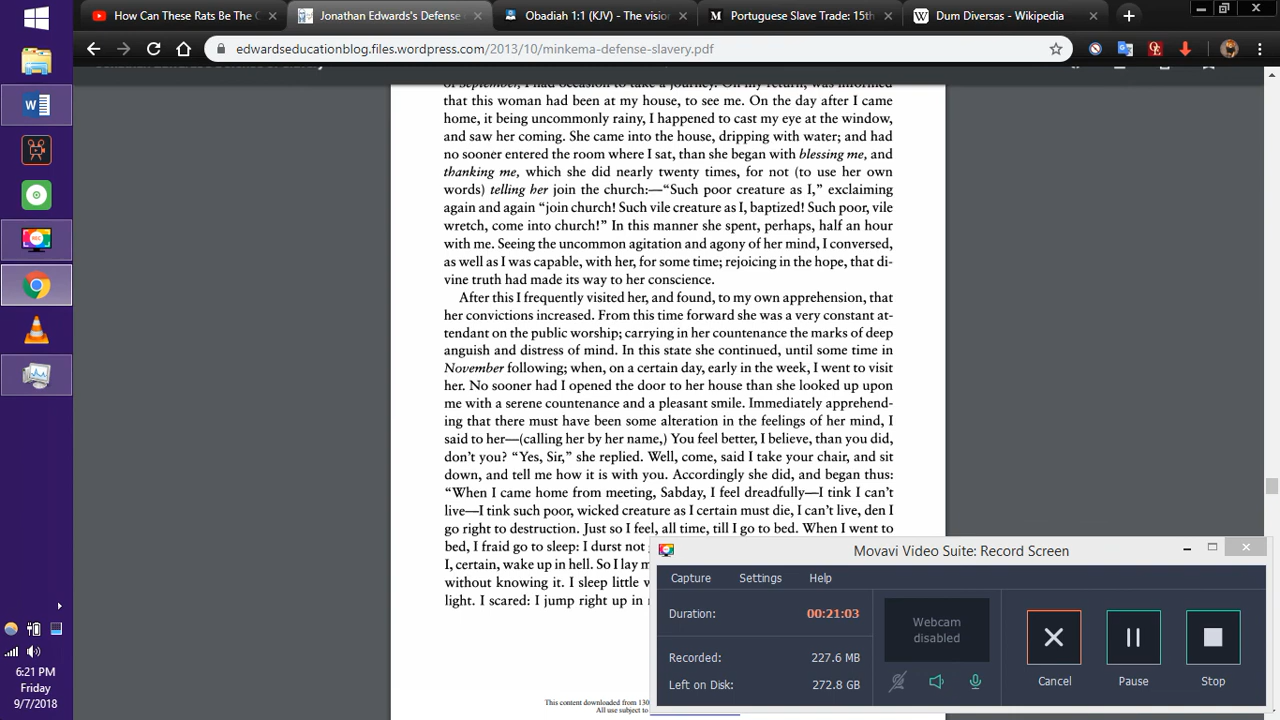 How Can These Rats Be The
Jonathan Edwards's Defense
Obadiah 1:1 (KJV) - The vision
Portuguese Slave Trade: 15th
Dum Diversas - Wikipedia
edwardseducationblog.files.wordpress.com/2013/10/minkema-defense-slavery.pdf
of September, I had occasion to take a journey. On my return, was informed
that this woman had been at my house, to see me. On the day after I came
home, it being uncommonly rainy, I happened to cast my eye at the window,
and saw her coming. She came into the house, dripping with water; and had
no sooner entered the room where I sat, than she began with blessing me, and
thanking me, which she did nearly twenty times, for not (to use her own
words) telling her join the church:—“Such poor creature as I,” exclaiming
again and again “join church! Such vile creature as I, baptized! Such poor, vile
wretch, come into church!” In this manner she spent, perhaps, half an hour
with me. Seeing the uncommon agitation and agony of her mind, I conversed,
as well as I was capable, with her, for some time; rejoicing in the hope, that di-
vine truth had made its way to her conscience.
After this I frequently visited her, and found, to my own apprehension, that
her convictions increased. From this time forward she was a very constant at-
tendant on the public worship; carrying in her countenance the marks of deep
anguish and distress of mind. In this state she continued, until some time in
November following; when, on a certain day, early in the week, I went to visit
her. No sooner had I opened the door to her house than she looked up upon
me with a serene countenance and a pleasant smile. Immediately apprehend-
ing that there must have been some alteration in the feelings of her mind, I
said to her—(calling her by her name,) You feel better, I believe, than you did,
don’t you? “Yes, Sir,” she replied. Well, come, said I take your chair, and sit
down, and tell me how it is with you. Accordingly she did, and began thus:
“When I came home from meeting, Sabday, I feel dreadfully—I tink I can’t
live—I tink such poor, wicked creature as I certain must die, I can’t live, den I
go right to destruction. Just so I feel, all time, till I go to bed. When I went to
bed, I fraid go to sleep: I durst not
I, certain, wake up in hell. So I lay
without knowing it. I sleep little
light. I scared: I jump right up in
This content downloaded from
All use subject to
Movavi Video Suite: Record Screen
Capture Settings Help
Duration: 00:21:03
Webcam
disabled
Recorded: 227.6 MB
Left on Disk: 272.8 GB
Cancel Pause Stop
6:21 PM
Friday
9/7/2018